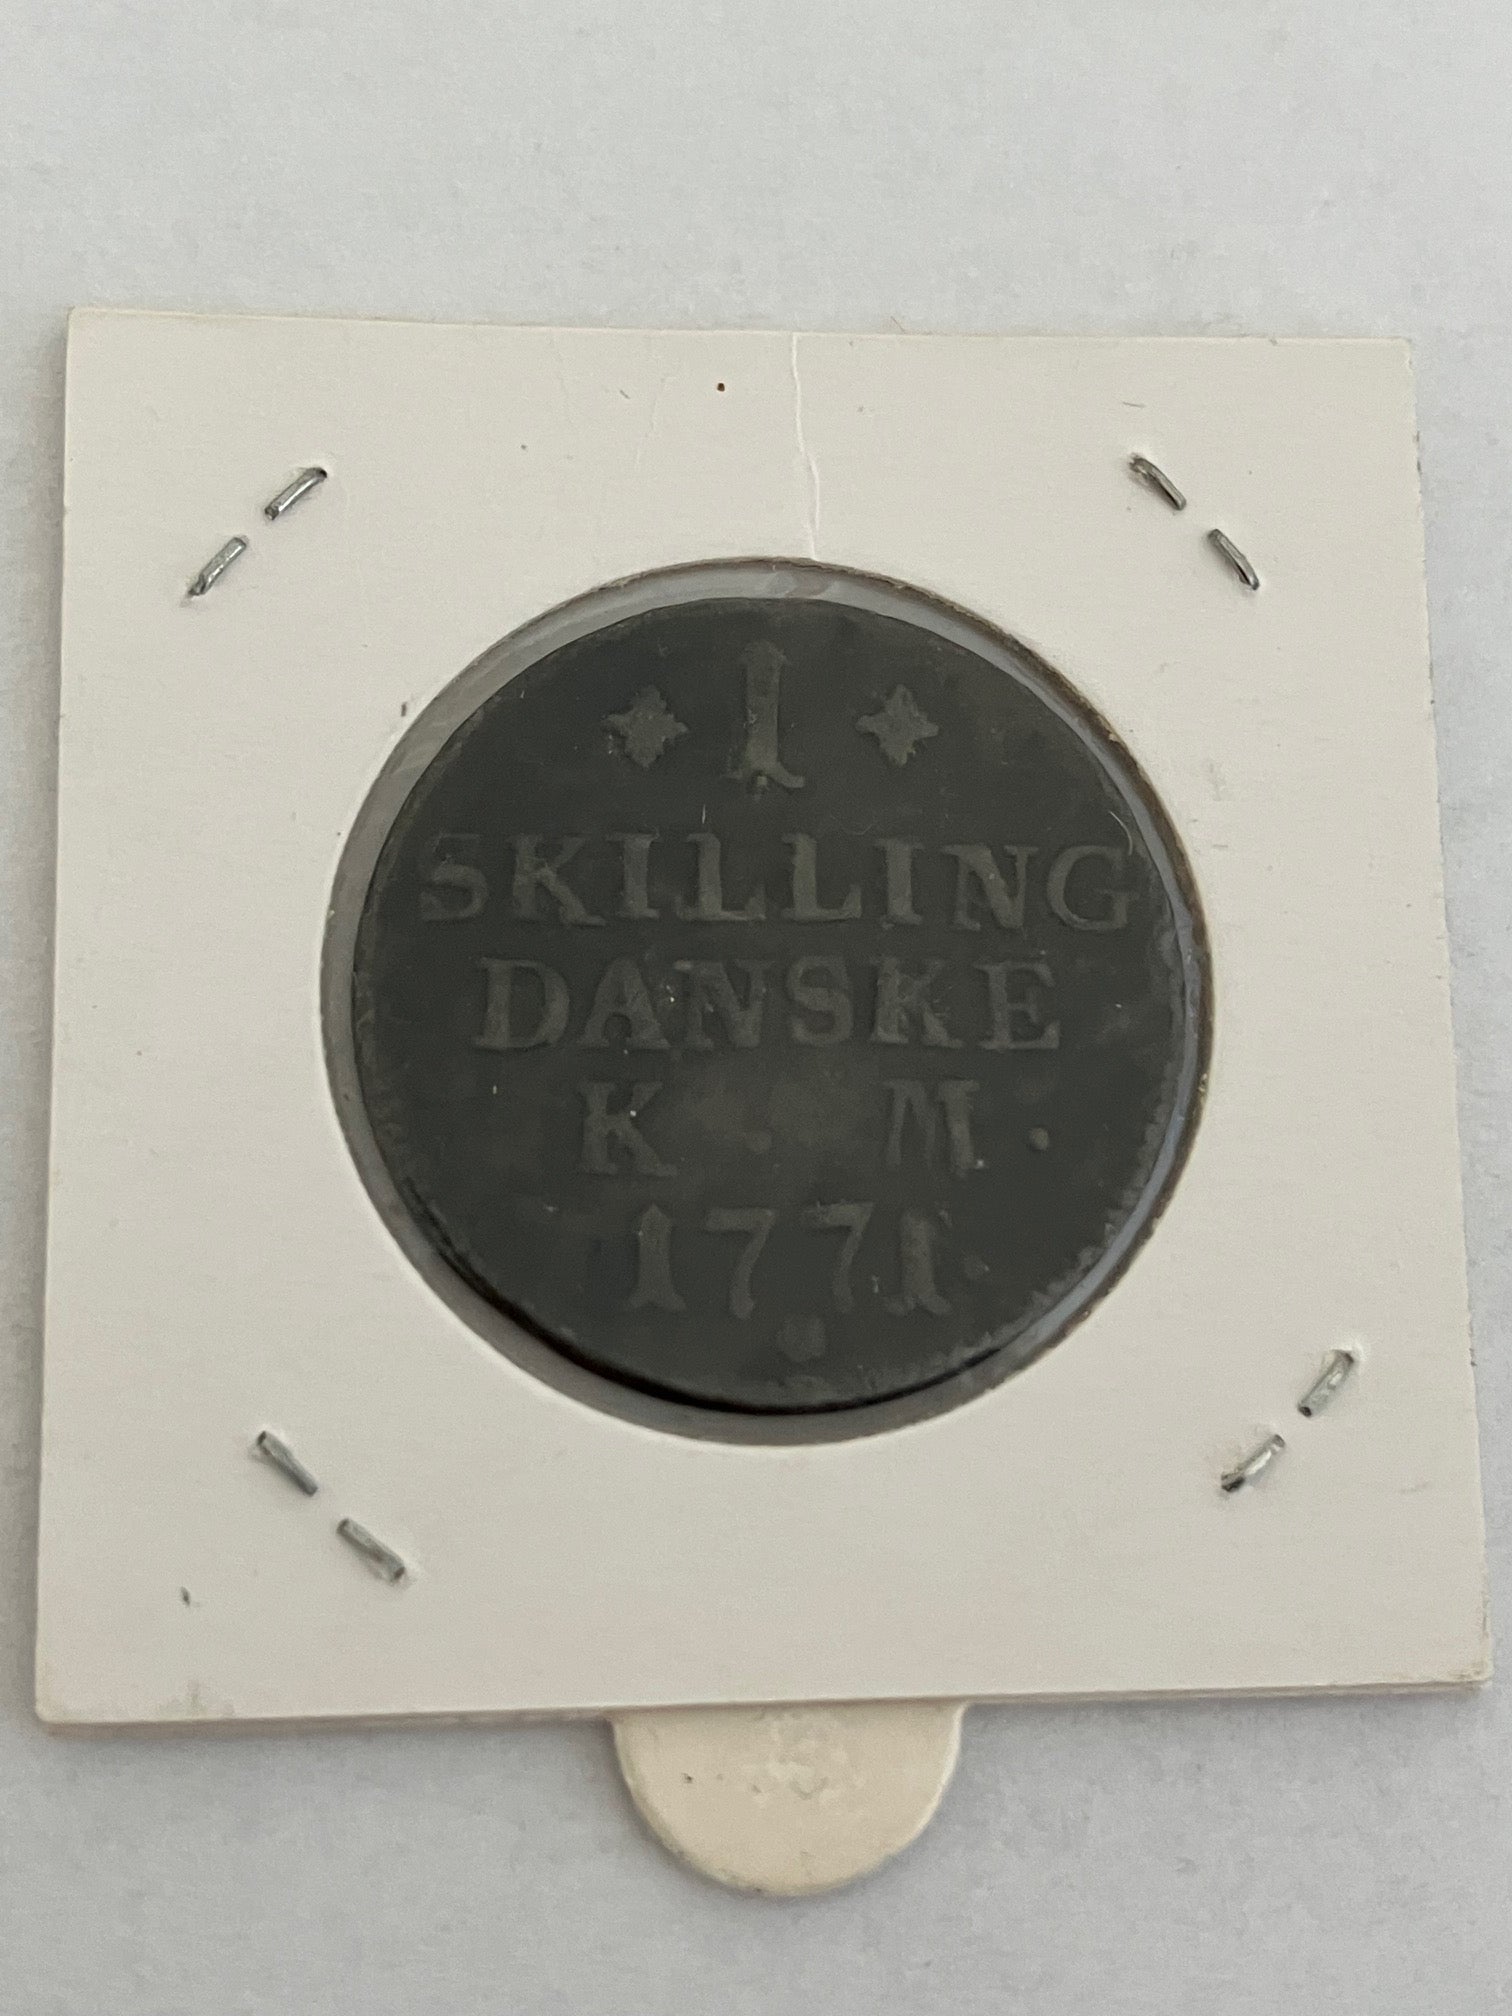 1
SKILLING
DANSKE
K . M .
1771.